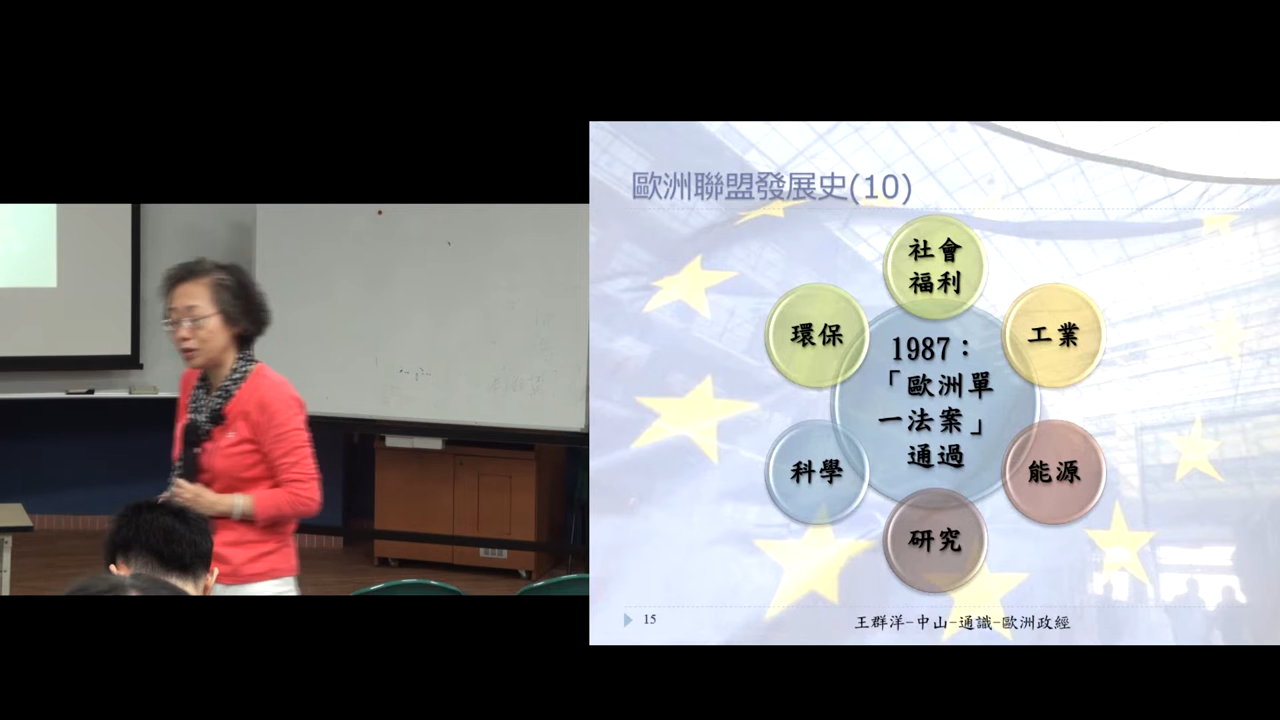 歐洲聯盟發展史(10)
社會
福利
環保
工業
1987：
「歐洲單
一法案」
通過
科學
能源
研究
15
王群洋-中山-通識-歐洲政經